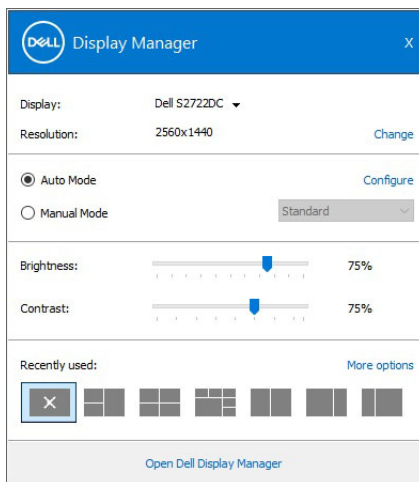 DELL Display Manager X
Display: Dell S2722DC
Resolution: 2560x1440 Change
Auto Mode Configure
Manual Mode Standard
Brightness: 75%
Contrast: 75%
Recently used: More options
Open Dell Display Manager